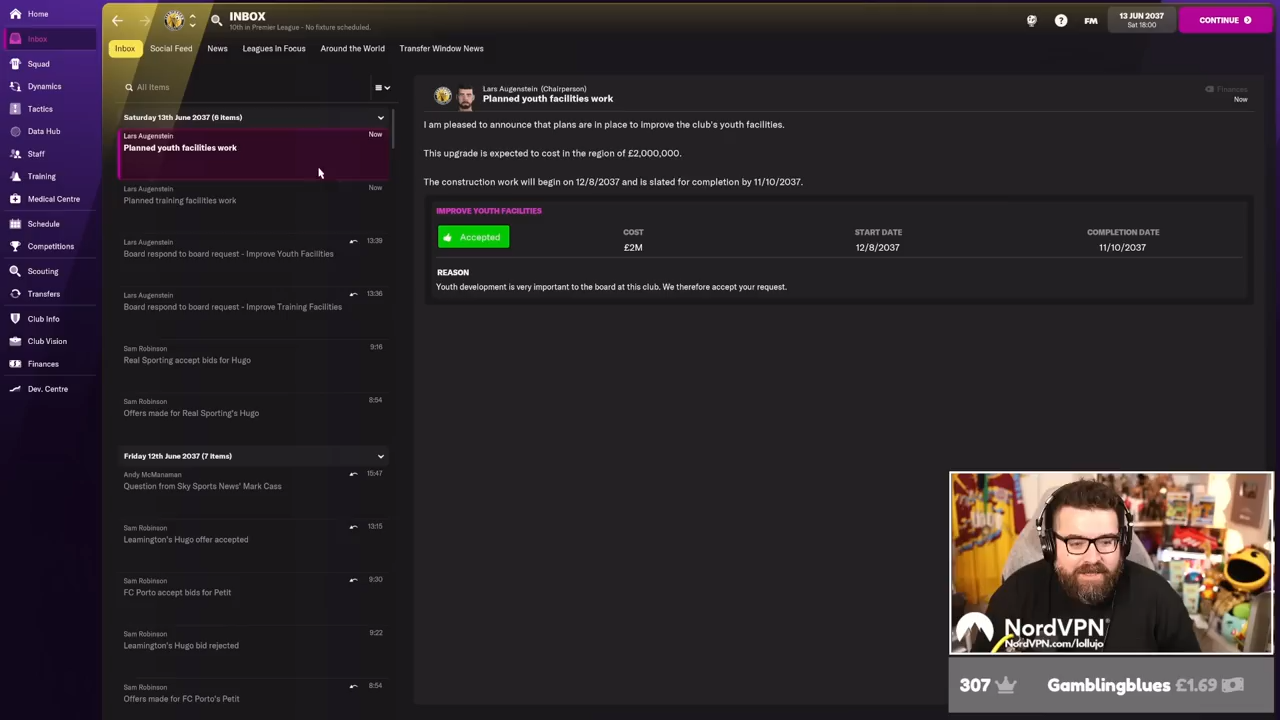 Home
Inbox
Squad
Dynamics
Tactics
Data Hub
Staff
Training
Medical Centre
Schedule
Competitions
Scouting
Transfers
Club Info
Club Vision
Finances
Dev. Centre
INBOX
10th in Premier League - No fixture scheduled.
FM
13 JUN 2037
Sat 18:00
CONTINUE
Inbox
Social Feed
News
Leagues in Focus
Around the World
Transfer Window News
All Items
Saturday 13th June 2037 (6 items)
Lars Augenstein
Now
Planned youth facilities work
Lars Augenstein
Now
Planned training facilities work
Lars Augenstein
13:39
Board respond to board request - Improve Youth Facilities
Lars Augenstein
13:36
Board respond to board request - Improve Training Facilities
Sam Robinson
9:16
Real Sporting accept bids for Hugo
Sam Robinson
8:54
Offers made for Real Sporting's Hugo
Friday 12th June 2037 (7 items)
Andy McManaman
15:47
Question from Sky Sports News' Mark Cass
Sam Robinson
13:15
Leamington's Hugo offer accepted
Sam Robinson
9:30
FC Porto accept bids for Petit
Sam Robinson
9:22
Leamington's Hugo bid rejected
Sam Robinson
8:54
Offers made for FC Porto's Petit
Lars Augenstein (Chairperson)
Planned youth facilities work
Finances
Now
I am pleased to announce that plans are in place to improve the club's youth facilities.
This upgrade is expected to cost in the region of £2,000,000.
The construction work will begin on 12/8/2037 and is slated for completion by 11/10/2037.
IMPROVE YOUTH FACILITIES
Accepted
COST
£2M
START DATE
12/8/2037
COMPLETION DATE
11/10/2037
REASON
Youth development is very important to the board at this club. We therefore accept your request.
NordVPN®
NordVPN.com/lollujo
307
Gamblingblues £1.69